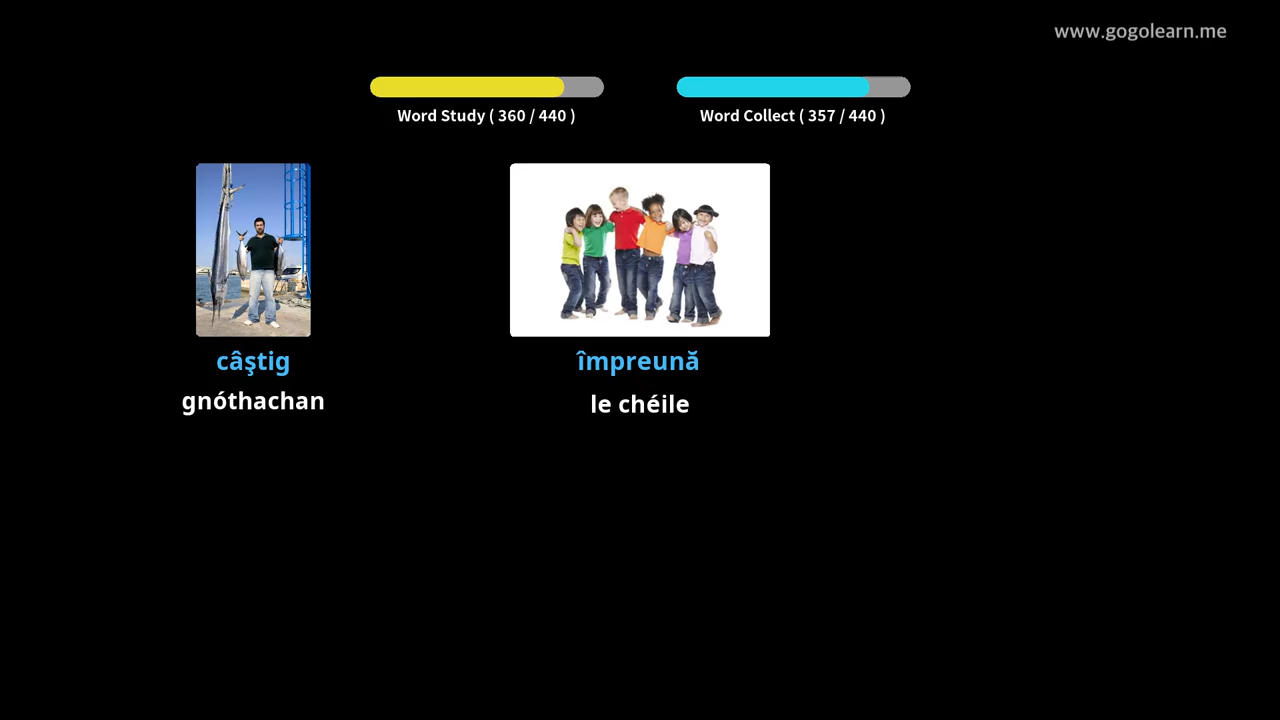 www.gogolearn.me
Word Study ( 360 / 440 )
Word Collect ( 357 / 440 )
câştig
gnóthachan
împreună
le chéile